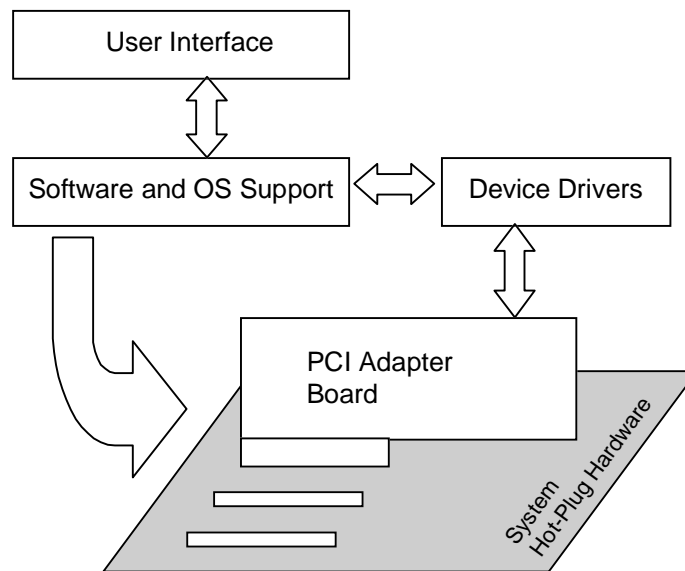 User Interface
Software and OS Support
Device Drivers
PCI Adapter
Board
System
Hot-Plug Hardware